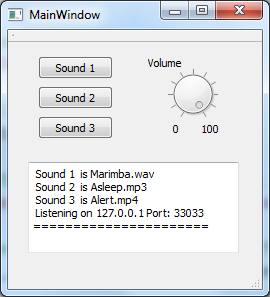 MainWindow
Sound 1
Sound 2
Sound 3
Volume
0 100
Sound 1 is Marimba.wav
Sound 2 is Asleep.mp3
Sound 3 is Alert.mp4
Listening on 127.0.0.1 Port: 33033
======================